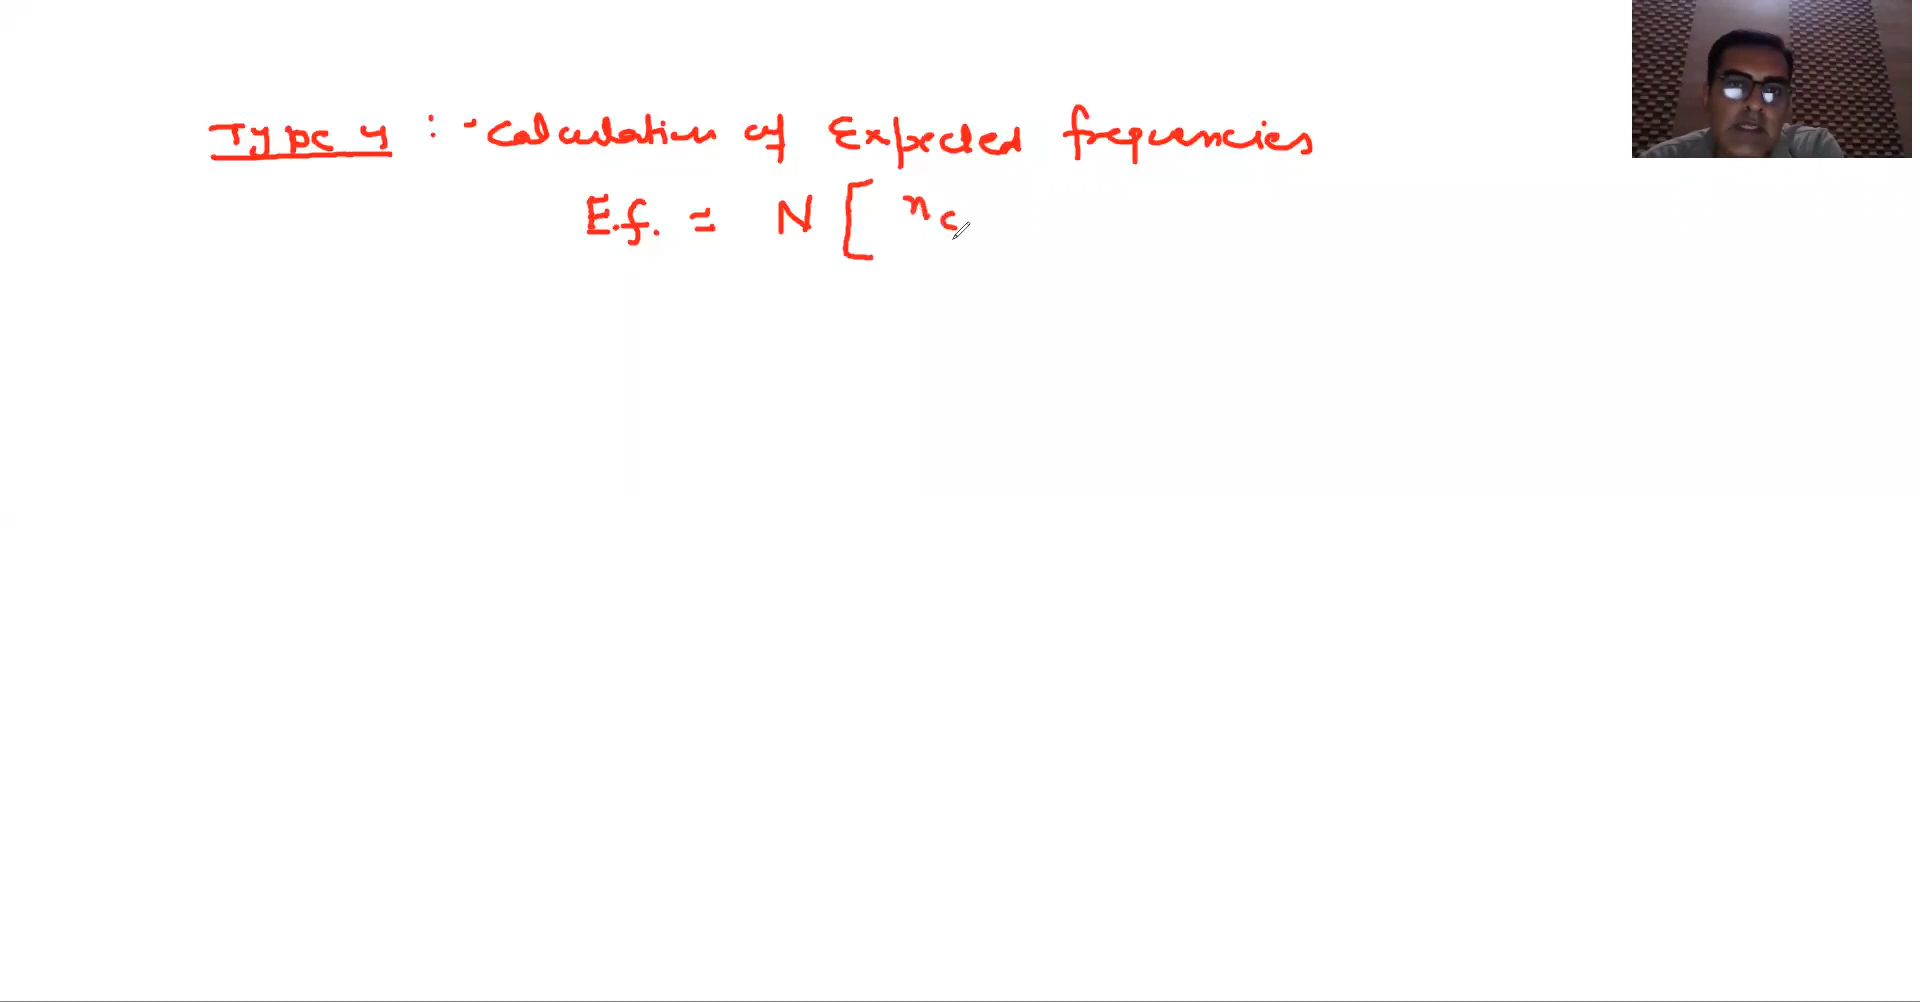 Type 4 :- Calculation of Expected frequencies
E.f. = N [ ⁿc